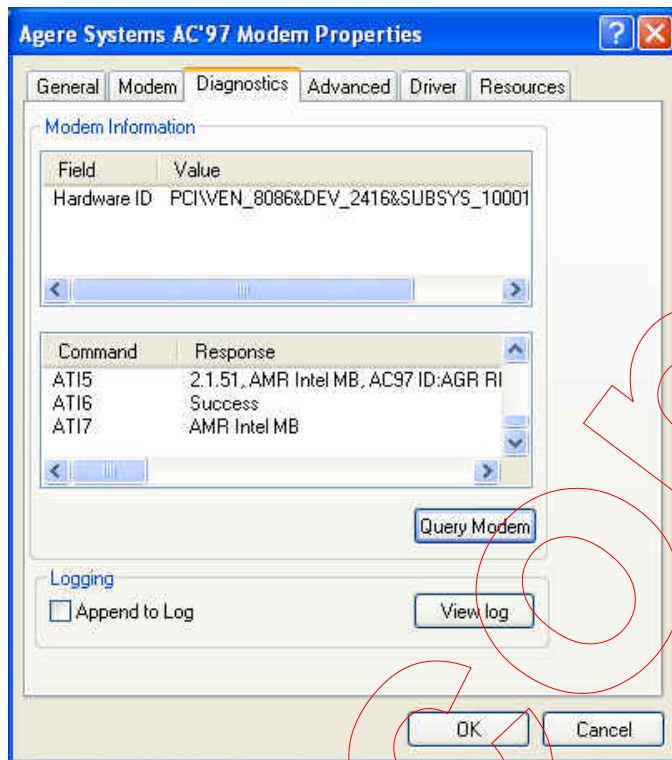 Agere Systems AC'97 Modem Properties
General Modem Diagnostics Advanced Driver Resources
Modem Information
Field Value
Hardware ID PCI\VEN_8086&DEV_2416&SUBSYS_10001
Command Response
ATI5 2.1.51, AMR Intel MB, AC97 ID:AGR
ATI6 Success
ATI7 AMR Intel MB
Query Modem
Logging
Append to Log View log
OK Cancel